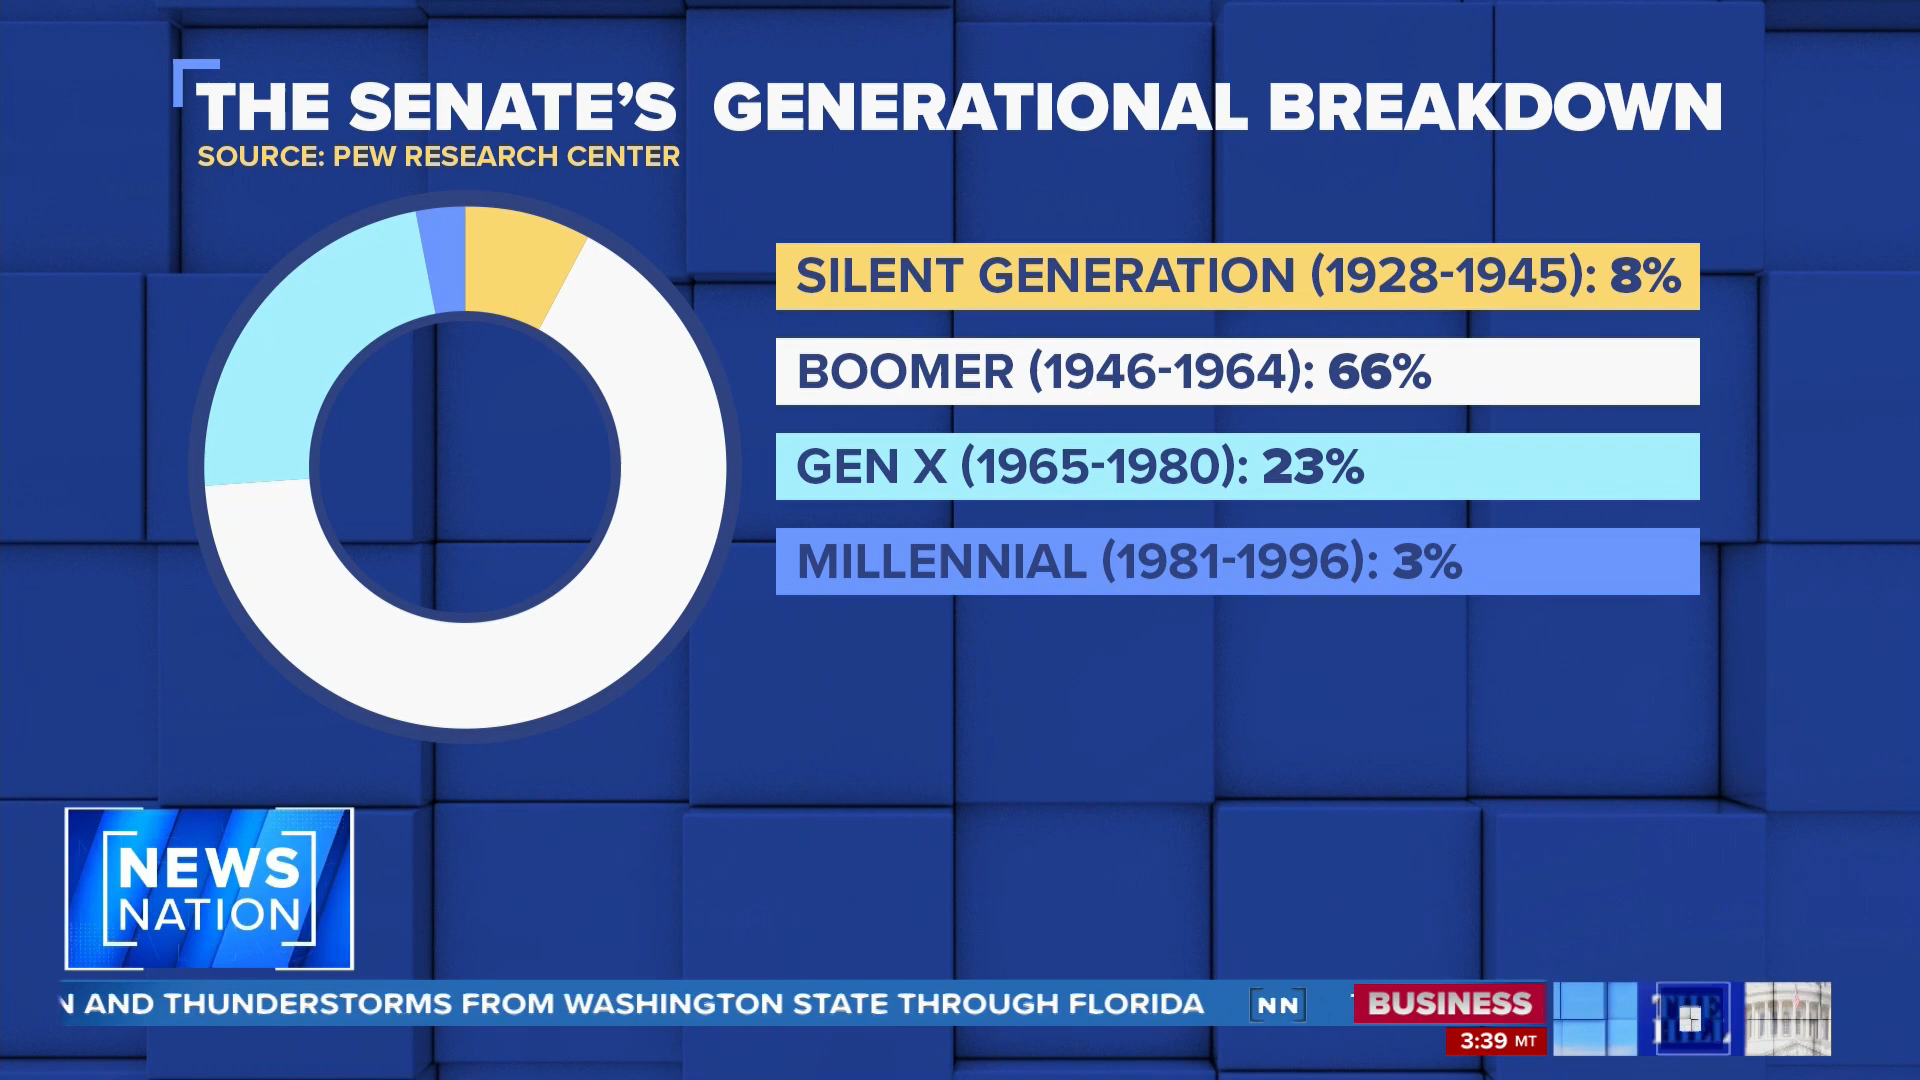 THE SENATE'S GENERATIONAL BREAKDOWN
SOURCE: PEW RESEARCH CENTER
SILENT GENERATION (1928-1945): 8%
BOOMER (1946-1964): 66%
GEN X (1965-1980): 23%
MILLENNIAL (1981-1996): 3%
NEWS
NATION
N AND THUNDERSTORMS FROM WASHINGTON STATE THROUGH FLORIDA
NN
BUSINESS
3:39 MT
THE
HILL